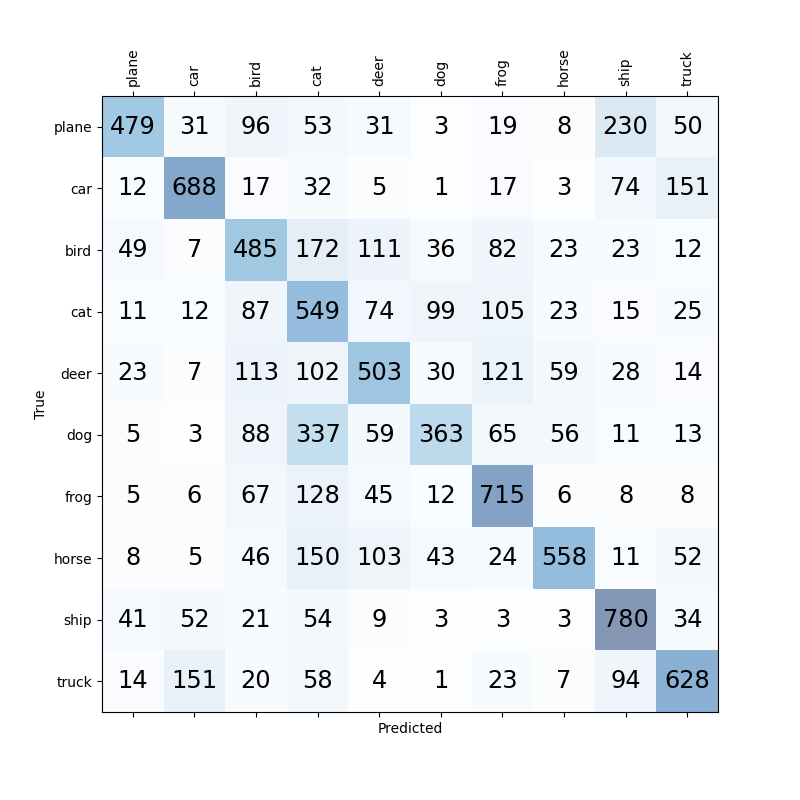 plane car bird cat deer dog frog horse ship truck
plane 479 31 96 53 31 3 19 8 230 50
car 12 688 17 32 5 1 17 3 74 151
bird 49 7 485 172 111 36 82 23 23 12
cat 11 12 87 549 74 99 105 23 15 25
deer 23 7 113 102 503 30 121 59 28 14
True
dog 5 3 88 337 59 363 65 56 11 13
frog 5 6 67 128 45 12 715 6 8 8
horse 8 5 46 150 103 43 24 558 11 52
ship 41 52 21 54 9 3 3 3 780 34
truck 14 151 20 58 4 1 23 7 94 628
Predicted